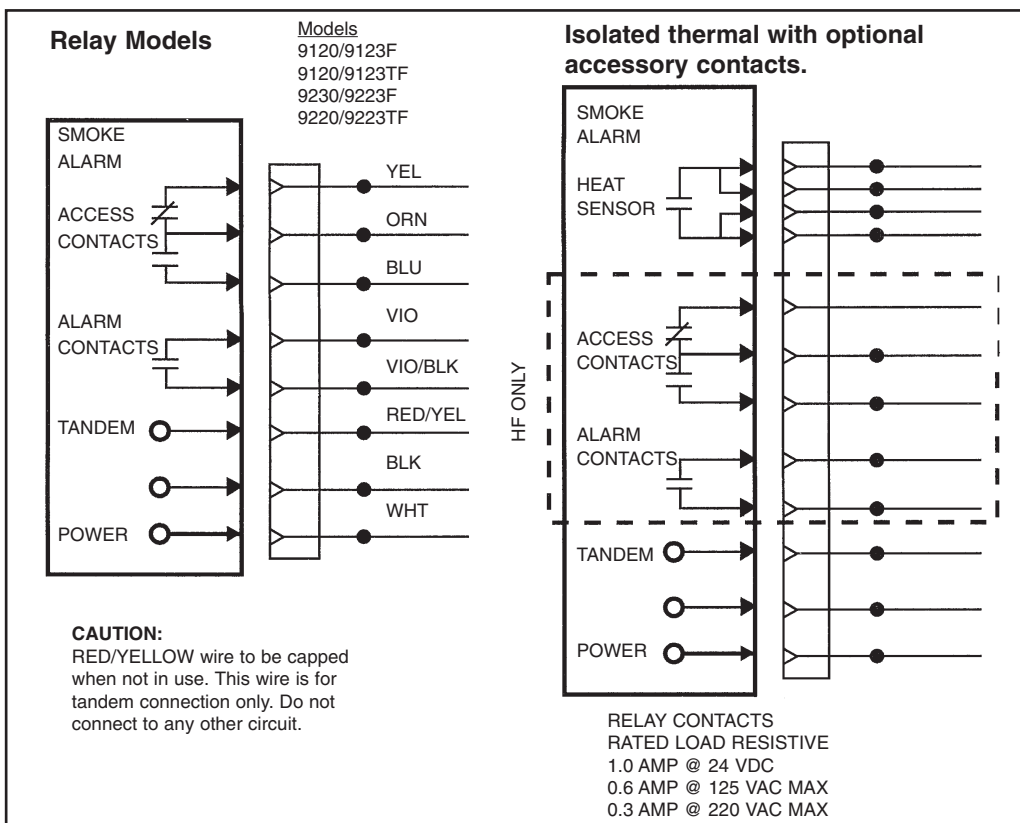 Relay Models
Models
9120/9123F
9120/9123TF
9230/9223F
9220/9223TF
SMOKE
ALARM
ACCESS
CONTACTS
ALARM
CONTACTS
TANDEM
POWER
YEL
ORN
BLU
VIO
VIO/BLK
RED/YEL
BLK
WHT
CAUTION:
RED/YELLOW wire to be capped
when not in use. This wire is for
tandem connection only. Do not
connect to any other circuit.
Isolated thermal with optional
accessory contacts.
SMOKE
ALARM
HEAT
SENSOR
HF ONLY
ACCESS
CONTACTS
ALARM
CONTACTS
TANDEM
POWER
RELAY CONTACTS
RATED LOAD RESISTIVE
1.0 AMP @ 24 VDC
0.6 AMP @ 125 VAC MAX
0.3 AMP @ 220 VAC MAX